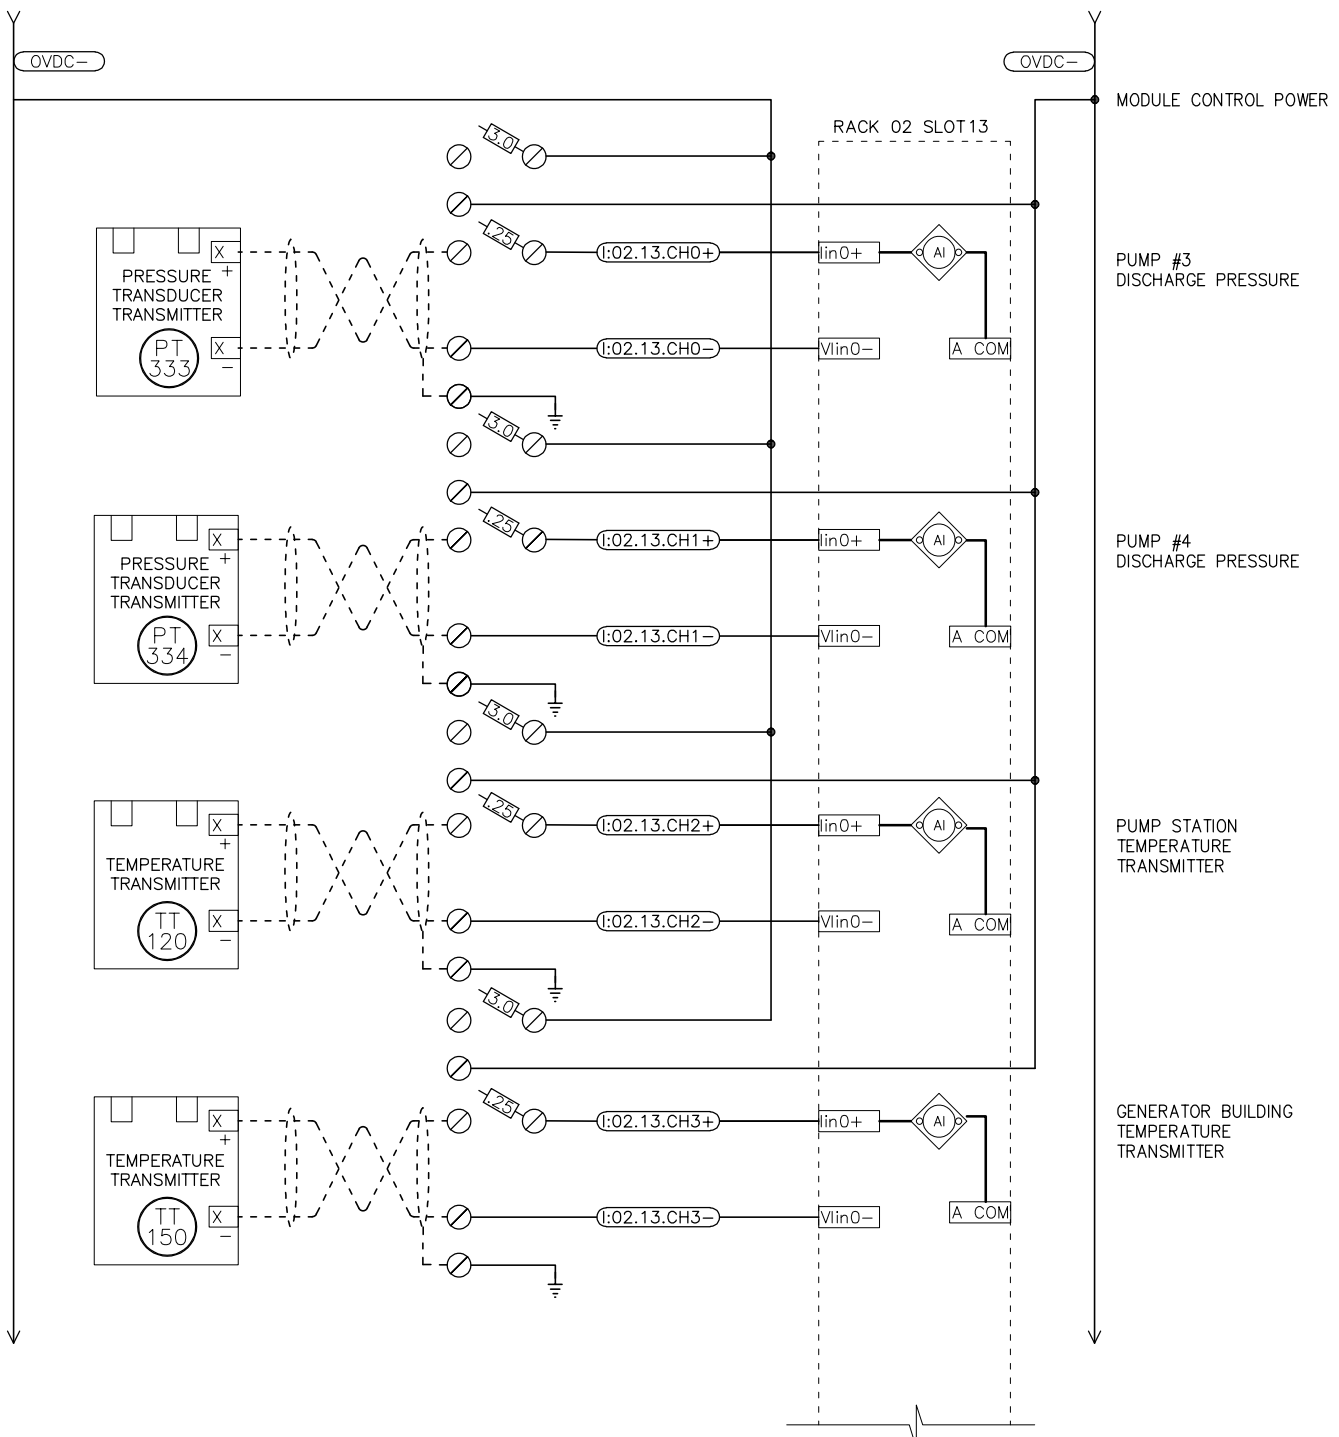 0VDC-
0VDC-
MODULE CONTROL POWER
RACK 02 SLOT13
3.0
.25
X
+
I:02.13.CH0+
Iin0+
AI
PRESSURE
TRANSDUCER
TRANSMITTER
PUMP #3
DISCHARGE PRESSURE
PT
333
X
-
I:02.13.CH0-
VIin0-
A COM
3.0
.25
X
+
I:02.13.CH1+
Iin0+
AI
PRESSURE
TRANSDUCER
TRANSMITTER
PUMP #4
DISCHARGE PRESSURE
PT
334
X
-
I:02.13.CH1-
VIin0-
A COM
3.0
.25
X
+
I:02.13.CH2+
Iin0+
AI
TEMPERATURE
TRANSMITTER
PUMP STATION
TEMPERATURE
TRANSMITTER
TT
120
X
-
I:02.13.CH2-
VIin0-
A COM
3.0
.25
X
+
I:02.13.CH3+
Iin0+
AI
TEMPERATURE
TRANSMITTER
GENERATOR BUILDING
TEMPERATURE
TRANSMITTER
TT
150
X
-
I:02.13.CH3-
VIin0-
A COM